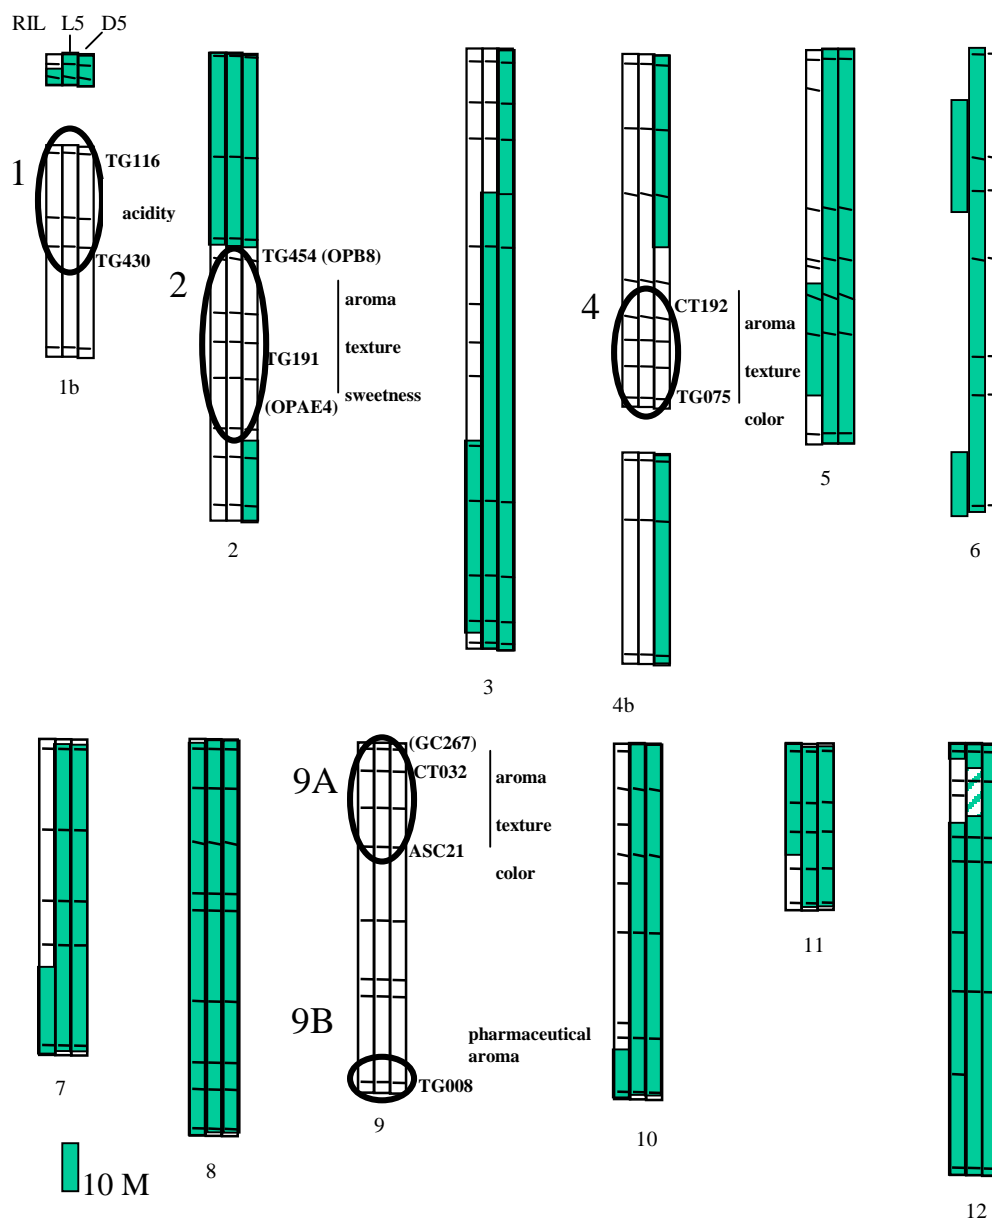 RIL L5 D5
1
TG116
acidity
TG430
1b
2
TG454 (OPB8)
aroma
texture
TG191
sweetness
(OPAE4)
2
3
4
CT192
aroma
texture
TG075
color
4b
5
6
7
8
9A
(GC267)
CT032
aroma
texture
ASC21
color
9B
pharmaceutical
aroma
TG008
9
10
11
12
10 M